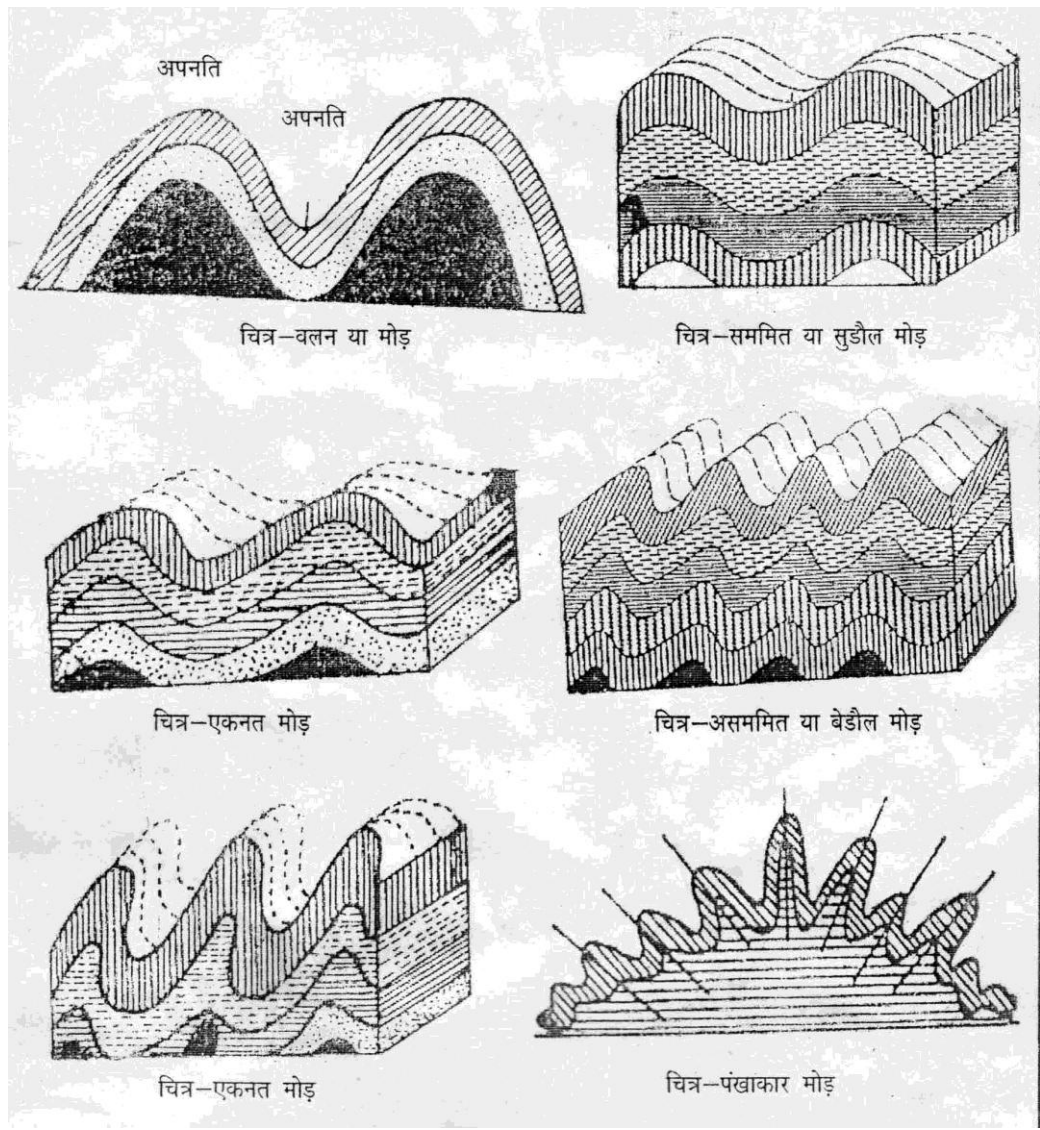 अपनति
अपनति
चित्र–वलन या मोड़
चित्र–सममित या सुडौल मोड़
चित्र–एकनत मोड़
चित्र–असममित या बेडौल मोड़
चित्र–एकनत मोड़
चित्र–पंखाकार मोड़